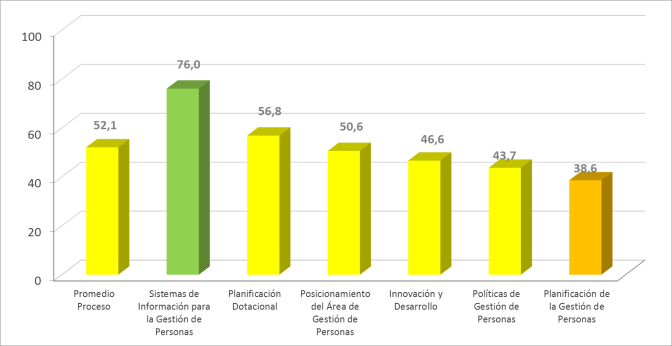 100
80
60
40
20
0
52,1
76,0
56,8
50,6
46,6
43,7
38,6
Promedio
Proceso
Sistemas de
Información para
la Gestión de
Personas
Planificación
Dotacional
Posicionamiento
del Área de
Gestión de
Personas
Innovación y
Desarrollo
Políticas de
Gestión de
Personas
Planificación de
la Gestión de
Personas